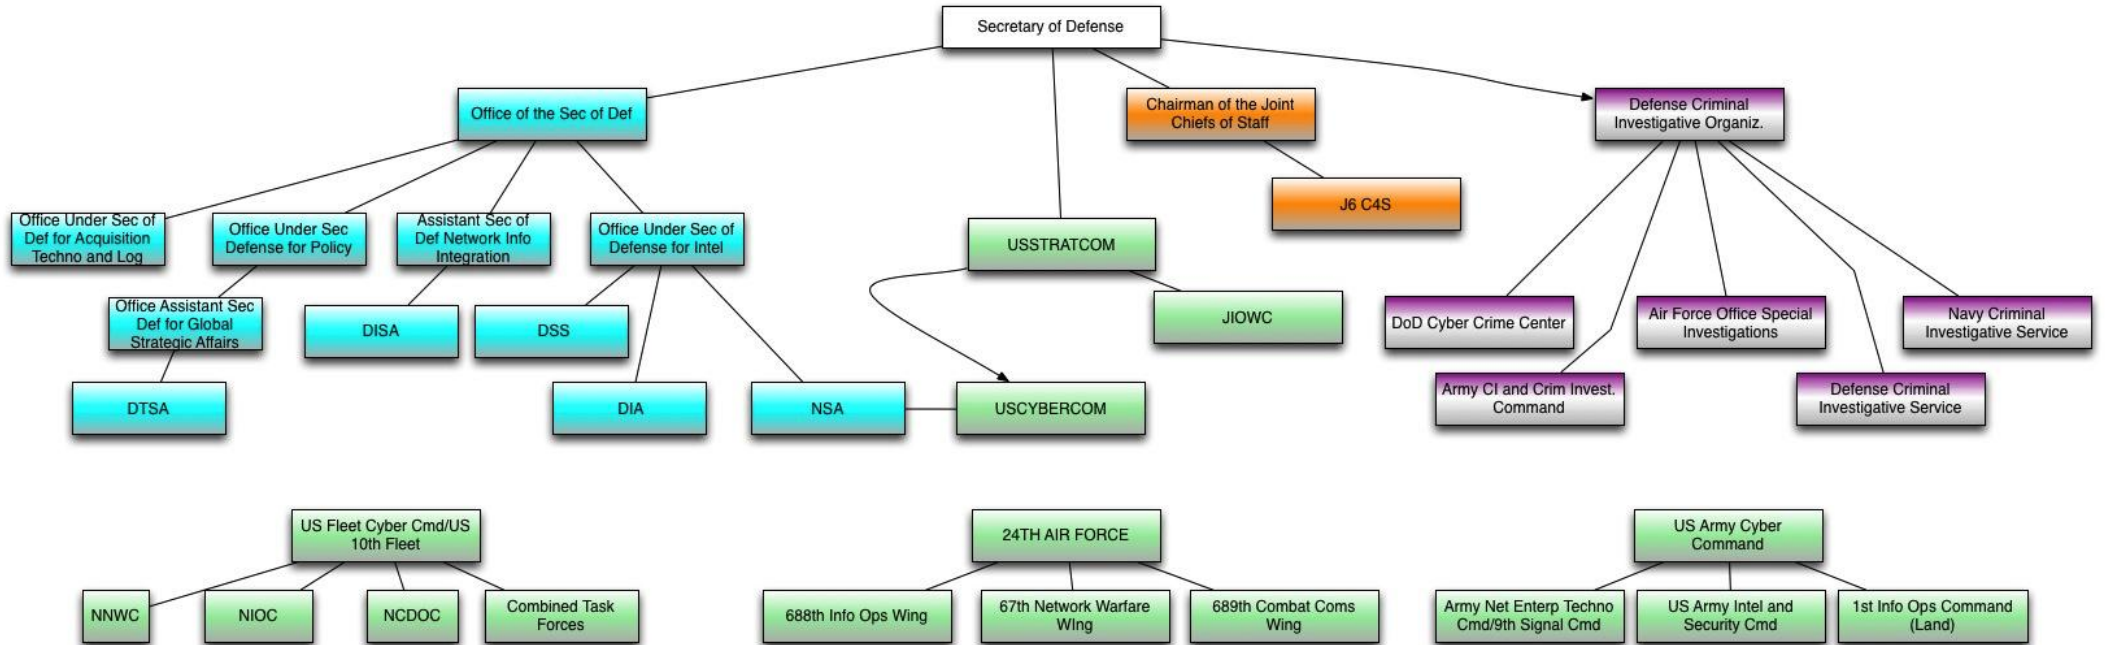 Secretary of Defense
Office of the Sec of Def
Chairman of the Joint
Chiefs of Staff
Defense Criminal
Investigative Organiz.
J6 C4S
Office Under Sec of
Def for Acquisition
Techno and Log
Office Under Sec
Defense for Policy
Assistant Sec of
Def Network Info
Integration
Office Under Sec of
Defense for Intel
USSTRATCOM
Office Assistant Sec
Def for Global
Strategic Affairs
DISA
DSS
JIOWC
DoD Cyber Crime Center
Air Force Office Special
Investigations
Navy Criminal
Investigative Service
DTSA
DIA
NSA
USCYBERCOM
Army CI and Crim Invest.
Command
Defense Criminal
Investigative Service
US Fleet Cyber Cmd/US
10th Fleet
24TH AIR FORCE
US Army Cyber
Command
NNWC
NIOC
NCDOC
Combined Task
Forces
688th Info Ops Wing
67th Network Warfare
WIng
689th Combat Coms
Wing
Army Net Enterp Techno
Cmd/9th Signal Cmd
US Army Intel and
Security Cmd
1st Info Ops Command
(Land)